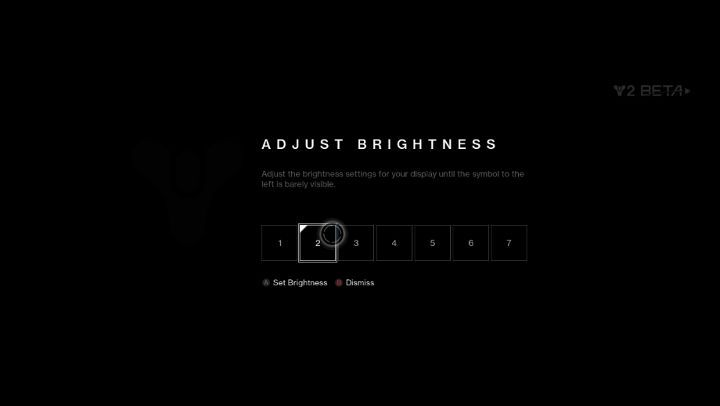 2 BETA
ADJUST BRIGHTNESS
Adjust the brightness settings for your display until the symbol to the
left is barely visible.
1 2 3 4 5 6 7
A Set Brightness B Dismiss